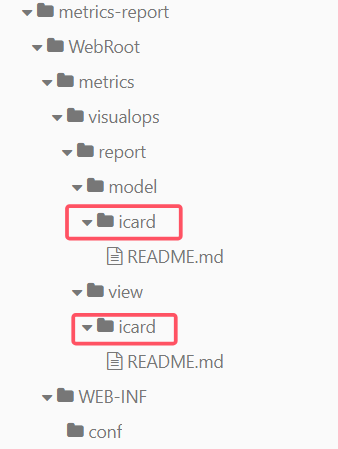 metrics-report
WebRoot
metrics
visualops
report
model
icard
README.md
view
icard
README.md
WEB-INF
conf